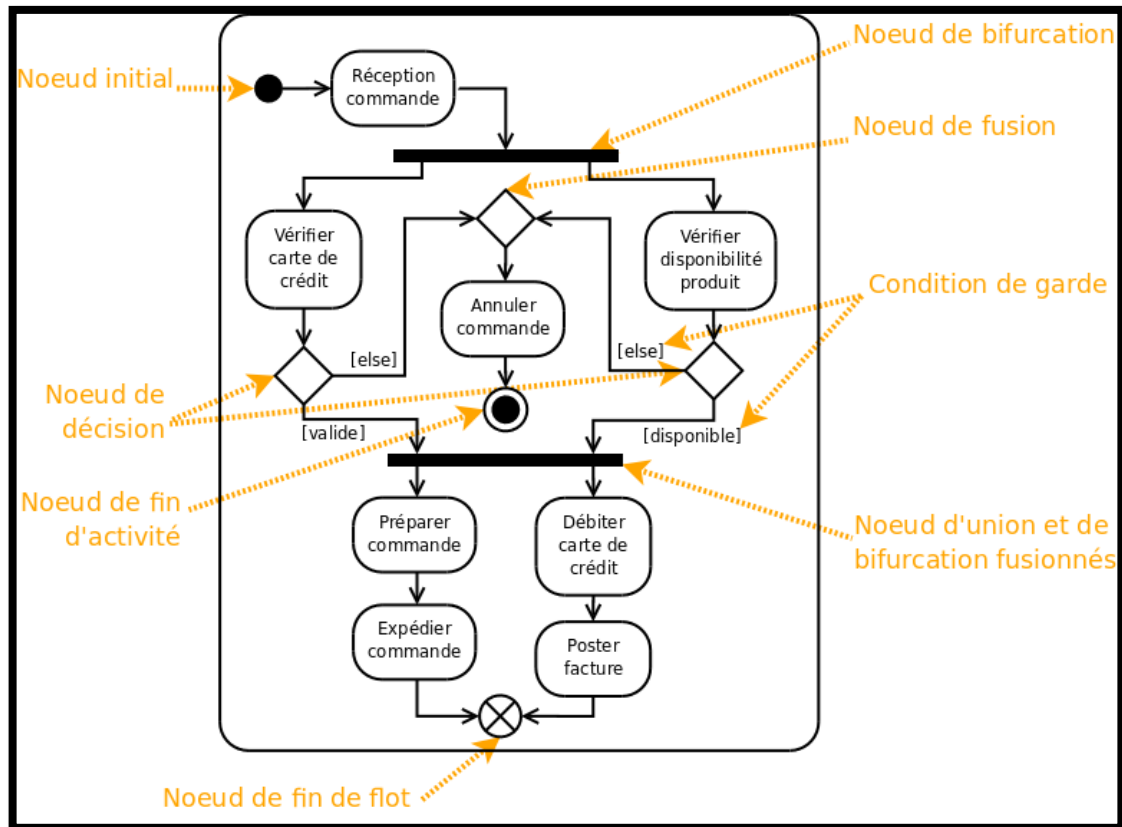 Noeud de bifurcation
Noeud initial
Réception
commande
Noeud de fusion
Vérifier
carte de
crédit
Vérifier
disponibilité
produit
Condition de garde
Annuler
commande
[else]
[else]
Noeud de
décision
[valide]
[disponible]
Noeud de fin
d'activité
Préparer
commande
Débiter
carte de
crédit
Noeud d'union et de
bifurcation fusionnés
Expédier
commande
Poster
facture
Noeud de fin de flot